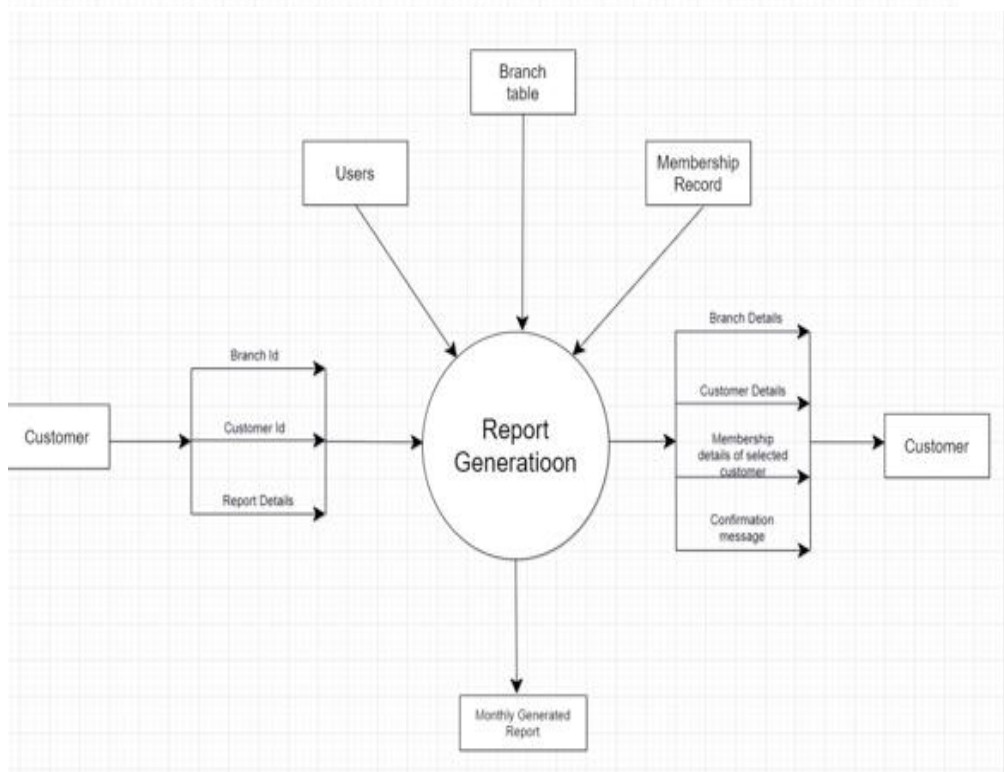 Branch
table
Users
Membership
Record
Branch Id
Customer
Customer Id
Report Details
Report
Generatioon
Branch Details
Customer Details
Membership
details of selected
customer
Confirmation
message
Customer
Monthly Generated
Report